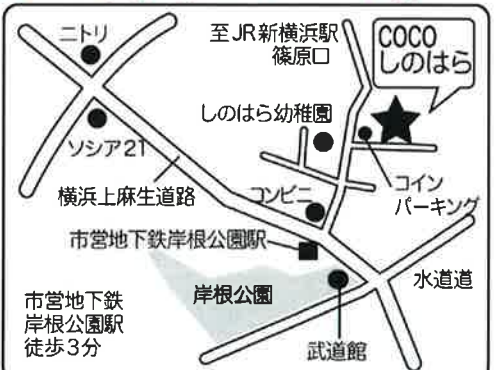 ニトリ
至JR新横浜駅
篠原口
COCO
しのはら
しのはら幼稚園
ソシア21
横浜上麻生道路
コンビニ
コイン
パーキング
市営地下鉄岸根公園駅
岸根公園
水道道
市営地下鉄
岸根公園駅
徒歩3分
武道館